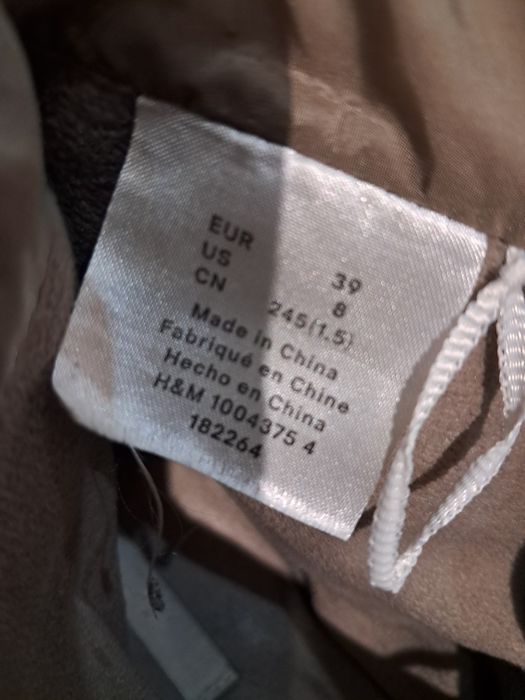 EUR 39
US 8
CN 245(1.5)
Made in China
Fabriqué en Chine
Hecho en China
H&M 1004375 4
182264